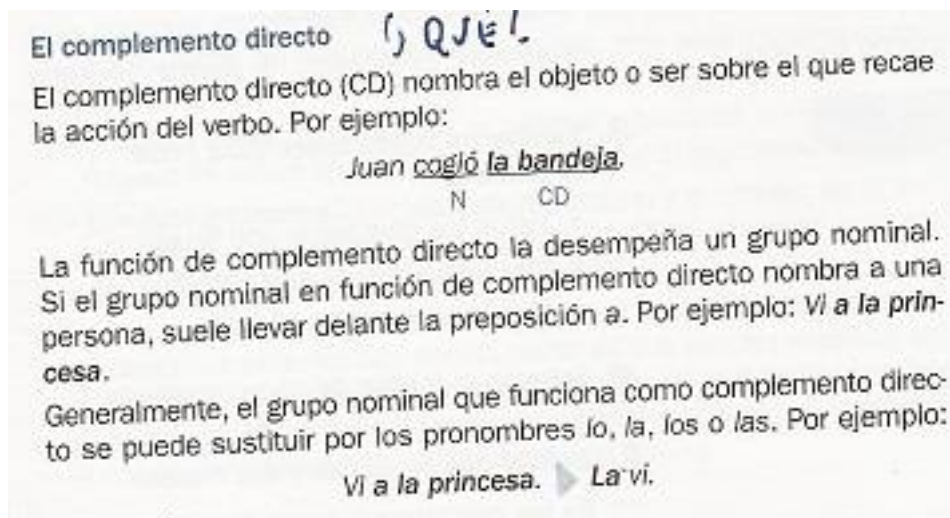 El complemento directo ¿QUÉ?
El complemento directo (CD) nombra el objeto o ser sobre el que recae
la acción del verbo. Por ejemplo:
Juan cogió la bandeja.
N CD
La función de complemento directo la desempeña un grupo nominal.
Si el grupo nominal en función de complemento directo nombra a una
persona, suele llevar delante la preposición a. Por ejemplo: Vi a la prin-
cesa.
Generalmente, el grupo nominal que funciona como complemento direc-
to se puede sustituir por los pronombres lo, la, los o las. Por ejemplo:
Vi a la princesa. ▶ La vi.